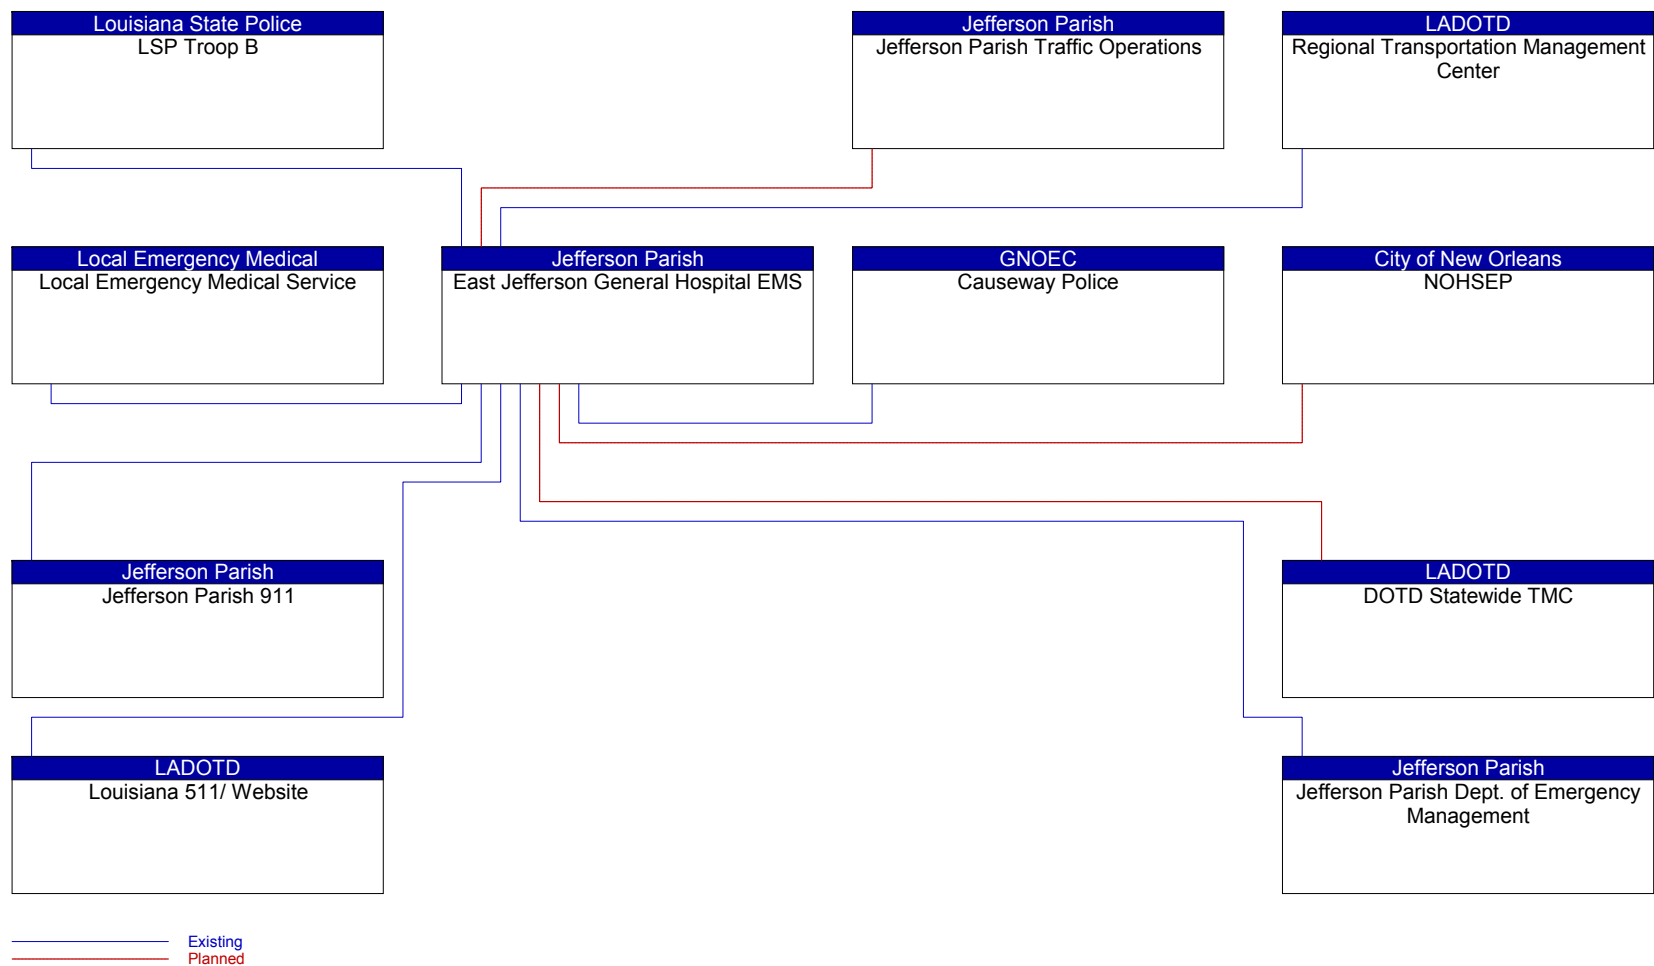 Louisiana State Police
LSP Troop B
Jefferson Parish
Jefferson Parish Traffic Operations
LADOTD
Regional Transportation Management
Center
Local Emergency Medical
Local Emergency Medical Service
Jefferson Parish
East Jefferson General Hospital EMS
GNOEC
Causeway Police
City of New Orleans
NOHSEP
Jefferson Parish
Jefferson Parish 911
LADOTD
DOTD Statewide TMC
LADOTD
Louisiana 511/ Website
Jefferson Parish
Jefferson Parish Dept. of Emergency
Management
Existing
Planned